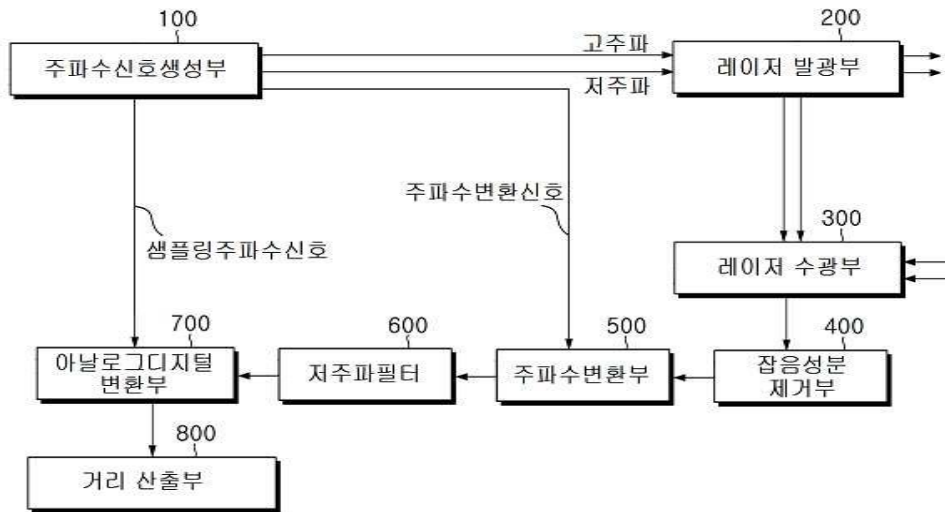 100
주파수신호생성부
고주파
저주파
200
레이저 발광부
주파수변환신호
샘플링주파수신호
300
레이저 수광부
400
잡음성분
제거부
500
주파수변환부
600
저주파필터
700
아날로그디지털
변환부
800
거리 산출부